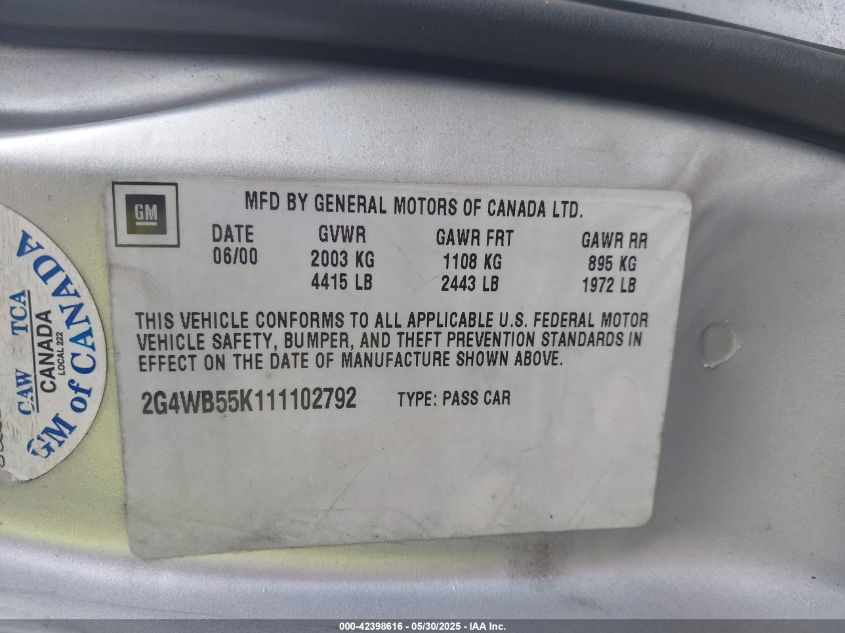 GM
MFD BY GENERAL MOTORS OF CANADA LTD.
DATE GVWR GAWR FRT GAWR RR
06/00 2003 KG 1108 KG 895 KG
4415 LB 2443 LB 1972 LB
THIS VEHICLE CONFORMS TO ALL APPLICABLE U.S. FEDERAL MOTOR
VEHICLE SAFETY, BUMPER, AND THEFT PREVENTION STANDARDS IN
EFFECT ON THE DATE OF MANUFACTURE SHOWN ABOVE.
2G4WB55K111102792 TYPE: PASS CAR
CAW TCA
CANADA
LOCAL 222
GM of CANADA
000-42398616 - 05/30/2025 - IAA Inc.